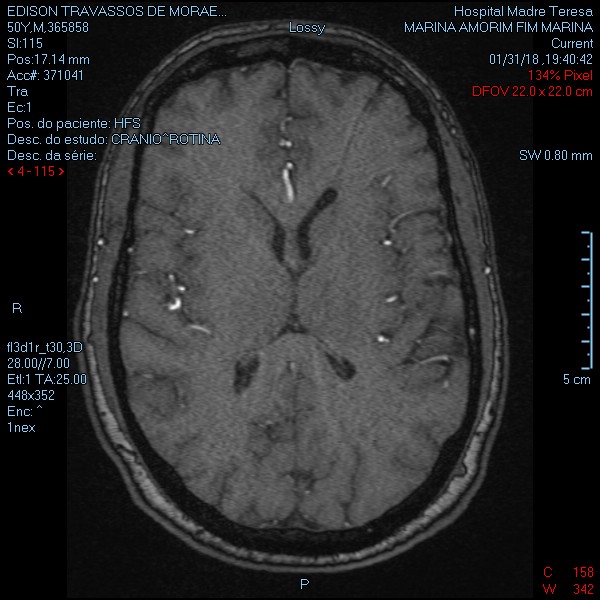 EDISON TRAVASSOS DE MORAE...
50Y,M,365858
Sl:115
Pos:17.14 mm
Acc#: 371041
Tra
Ec:1
Pos. do paciente: HFS
Desc. do estudo: CRANIO^ROTINA
Desc. da série:
< 4-115 >
Lossy
Hospital Madre Teresa
MARINA AMORIM FIM MARINA
Current
01/31/18 ,19:40:42
134% Pixel
DFOV 22.0 x 22.0 cm
SW 0.80 mm
R
5 cm
fl3d1r_t30,3D
28.00//7.00
Etl:1 TA:25.00
448x352
Enc: ^
1nex
P
C 158
W 342